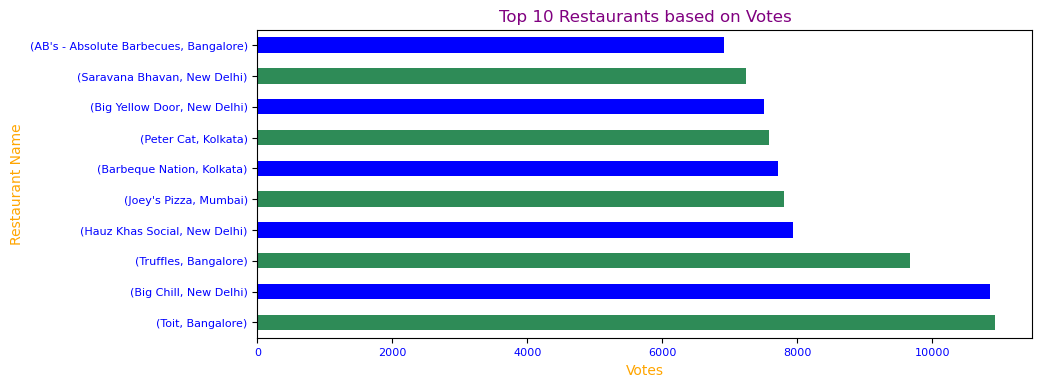 Top 10 Restaurants based on Votes
Restaurant Name
(AB's - Absolute Barbecues, Bangalore)
(Saravana Bhavan, New Delhi)
(Big Yellow Door, New Delhi)
(Peter Cat, Kolkata)
(Barbeque Nation, Kolkata)
(Joey's Pizza, Mumbai)
(Hauz Khas Social, New Delhi)
(Truffles, Bangalore)
(Big Chill, New Delhi)
(Toit, Bangalore)
0 2000 4000 6000 8000 10000
Votes